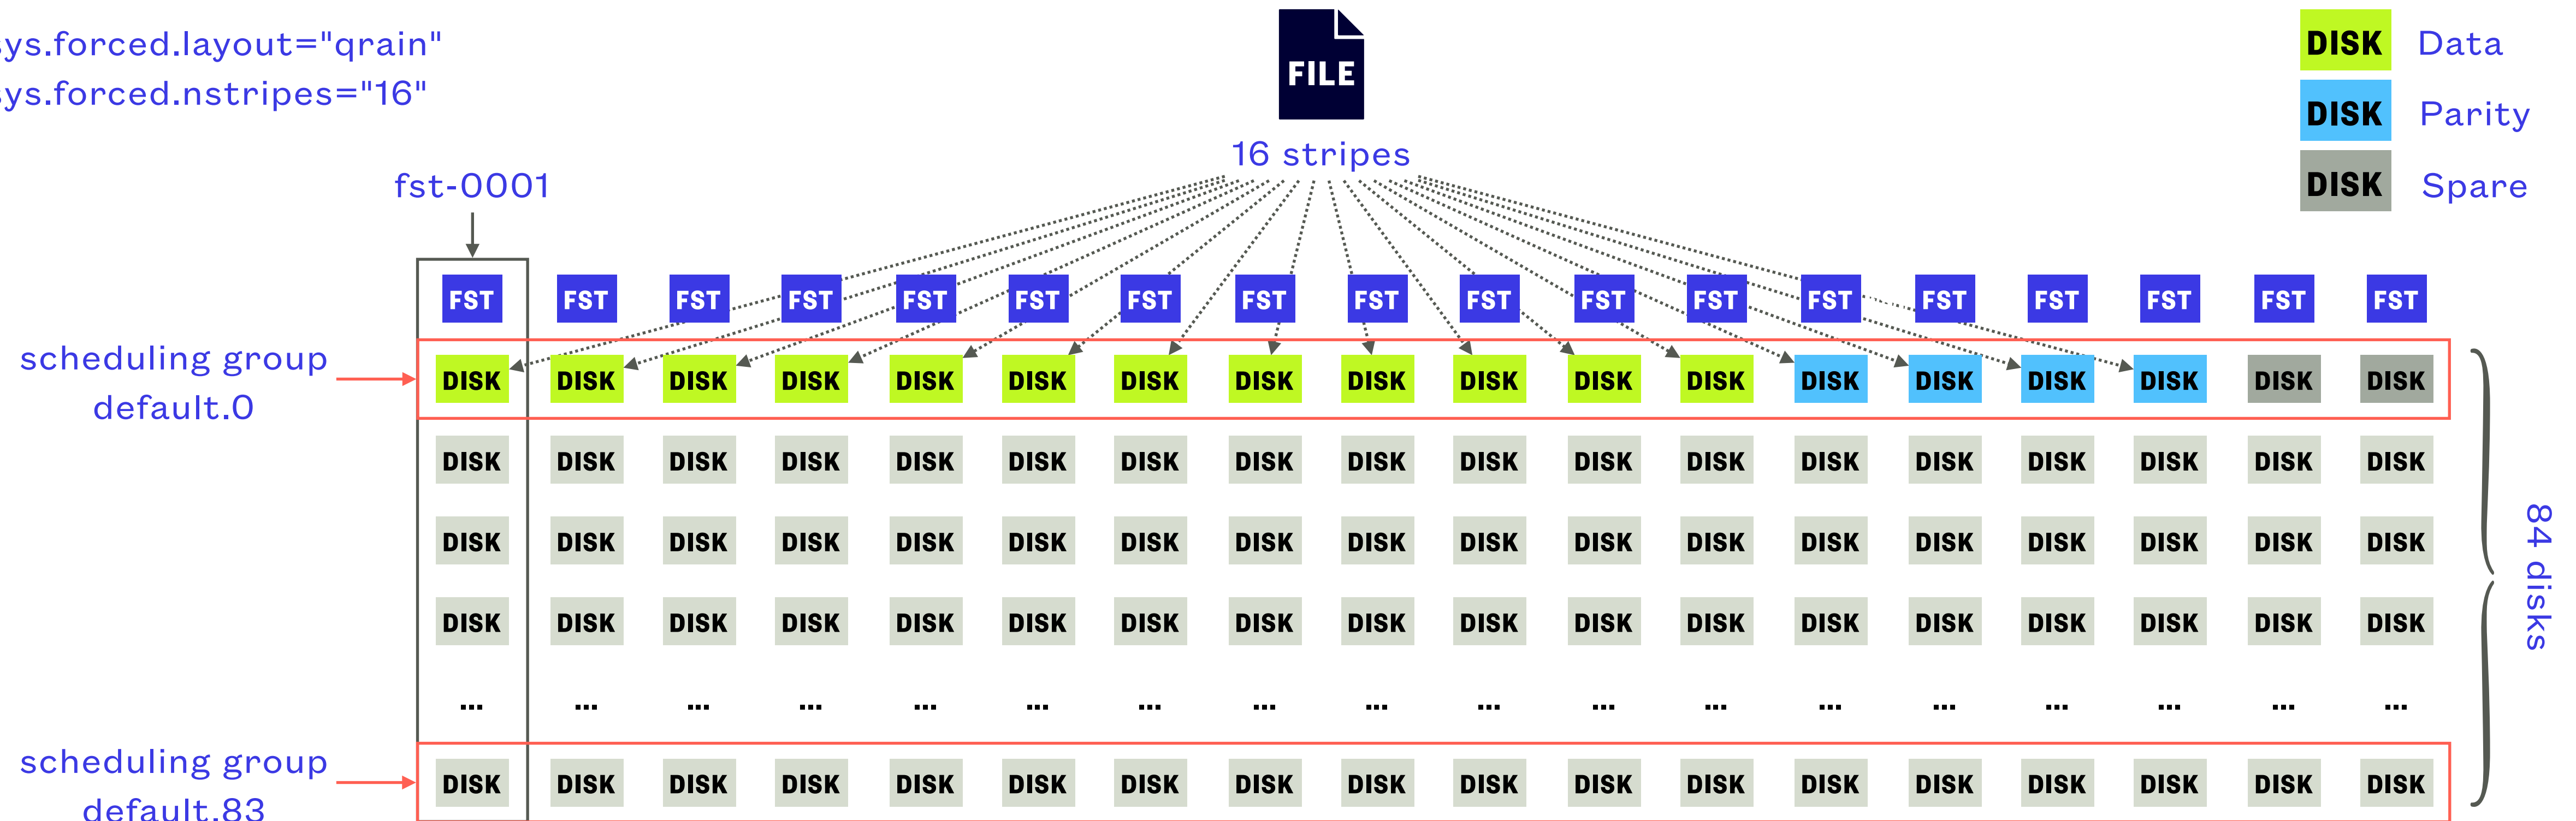 sys.forced.layout="qrain"
sys.forced.nstripes="16"
FILE
16 stripes
DISK Data
DISK Parity
DISK Spare
fst-0001
FST FST FST FST FST FST FST FST FST FST FST FST FST FST FST FST FST FST
scheduling group
default.0
DISK DISK DISK DISK DISK DISK DISK DISK DISK DISK DISK DISK DISK DISK DISK DISK DISK DISK
DISK DISK DISK DISK DISK DISK DISK DISK DISK DISK DISK DISK DISK DISK DISK DISK DISK DISK
DISK DISK DISK DISK DISK DISK DISK DISK DISK DISK DISK DISK DISK DISK DISK DISK DISK DISK
DISK DISK DISK DISK DISK DISK DISK DISK DISK DISK DISK DISK DISK DISK DISK DISK DISK DISK
... ... ... ... ... ... ... ... ... ... ... ... ... ... ... ... ... ...
scheduling group
default.83
DISK DISK DISK DISK DISK DISK DISK DISK DISK DISK DISK DISK DISK DISK DISK DISK DISK DISK
84 disks